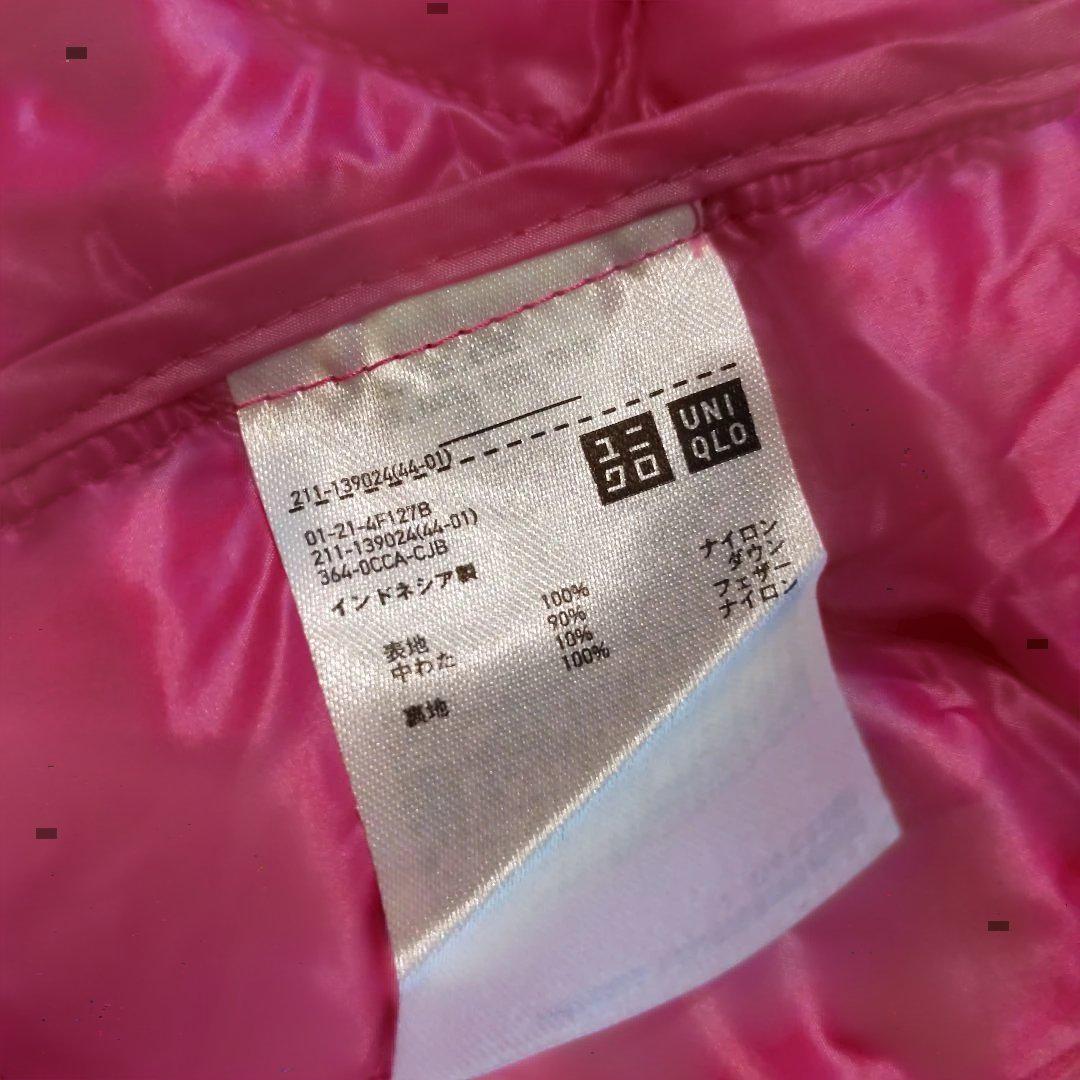 ユニ
クロ
UNI
QLO
211-139024(44-01)
01-21-4F127B
211-139024(44-01)
364-0CCA-CJB
インドネシア製
表地 100% ナイロン
中わた 90% ダウン
10% フェザー
裏地 100% ナイロン